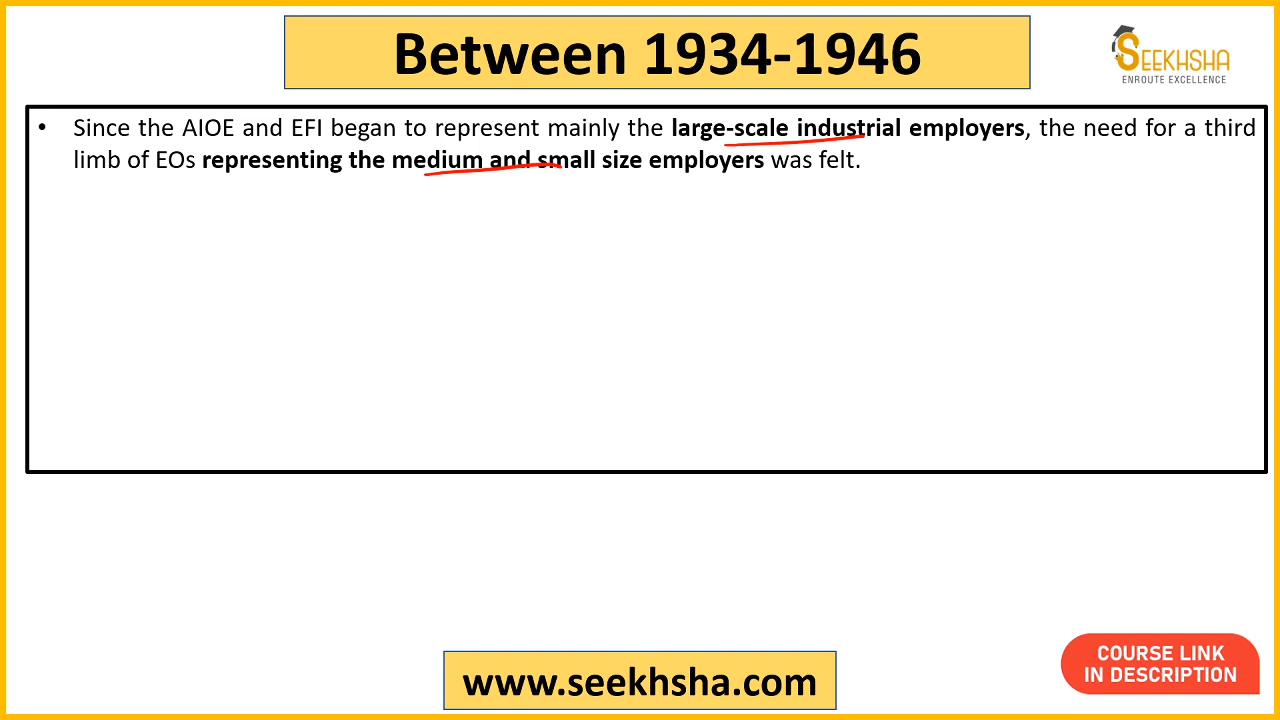 Between 1934-1946
SEEKHSHA
ENROUTE EXCELLENCE
• Since the AIOE and EFI began to represent mainly the large-scale industrial employers, the need for a third
limb of EOs representing the medium and small size employers was felt.
www.seekhsha.com
COURSE LINK
IN DESCRIPTION